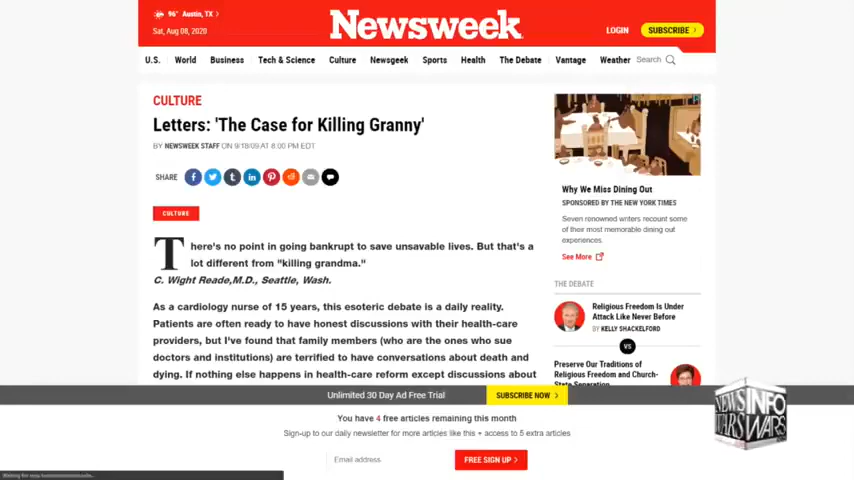 96° Austin, TX
Sat, Aug 08, 2020
Newsweek
LOGIN
SUBSCRIBE >
U.S. World Business Tech & Science Culture Newsgeek Sports Health The Debate Vantage Weather Search
CULTURE
Letters: 'The Case for Killing Granny'
BY NEWSWEEK STAFF ON 9/18/09 AT 8:00 PM EDT
SHARE
CULTURE
There's no point in going bankrupt to save unsavable lives. But that's a
lot different from "killing grandma."
C. Wight Reade,M.D., Seattle, Wash.
As a cardiology nurse of 15 years, this esoteric debate is a daily reality.
Patients are often ready to have honest discussions with their health-care
providers, but I've found that family members (who are the ones who sue
doctors and institutions) are terrified to have conversations about death and
dying. If nothing else happens in health-care reform except discussions about
Why We Miss Dining Out
SPONSORED BY THE NEW YORK TIMES
Seven renowned writers recount some
of their most memorable dining out
experiences.
See More
THE DEBATE
Religious Freedom Is Under
Attack Like Never Before
BY KELLY SHACKELFORD
VS
Preserve Our Traditions of
Religious Freedom and Church-
State Separation
Unlimited 30 Day Ad Free Trial
SUBSCRIBE NOW >
You have 4 free articles remaining this month
Sign-up to our daily newsletter for more articles like this + access to 5 extra articles
Email address
FREE SIGN UP >
NEWS INFO
WARS WARS